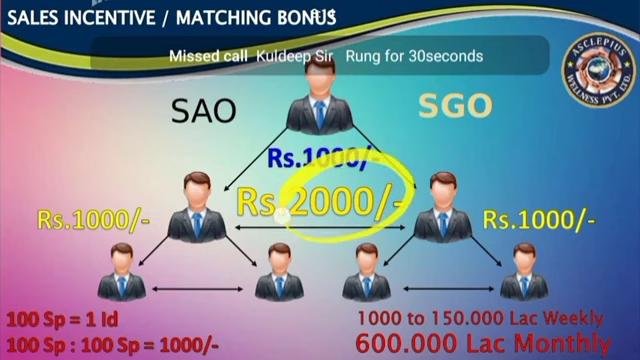 SALES INCENTIVE / MATCHING BONUS
Missed call Kuldeep Sir Rung for 30seconds
ASCLEPIUS
WELLNESS PVT. LTD.
SAO
SGO
Rs.1000/-
Rs.2000/-
Rs.1000/-
Rs.1000/-
100 Sp = 1 Id
100 Sp : 100 Sp = 1000/-
1000 to 150.000 Lac Weekly
600.000 Lac Monthly